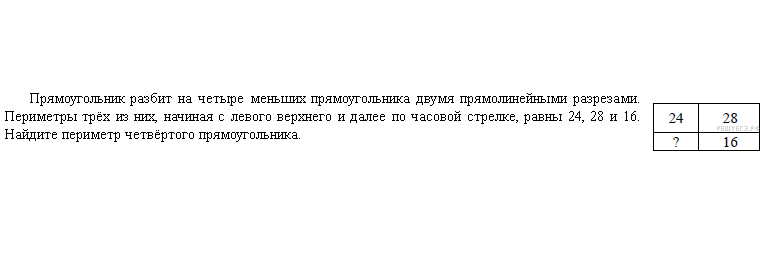 Прямоугольник разбит на четыре меньших прямоугольника двумя прямолинейными разрезами.
Периметры трёх из них, начиная с левого верхнего и далее по часовой стрелке, равны 24, 28 и 16.
Найдите периметр четвёртого прямоугольника.
24 28
РЕШУЕГЭ.РФ
? 16